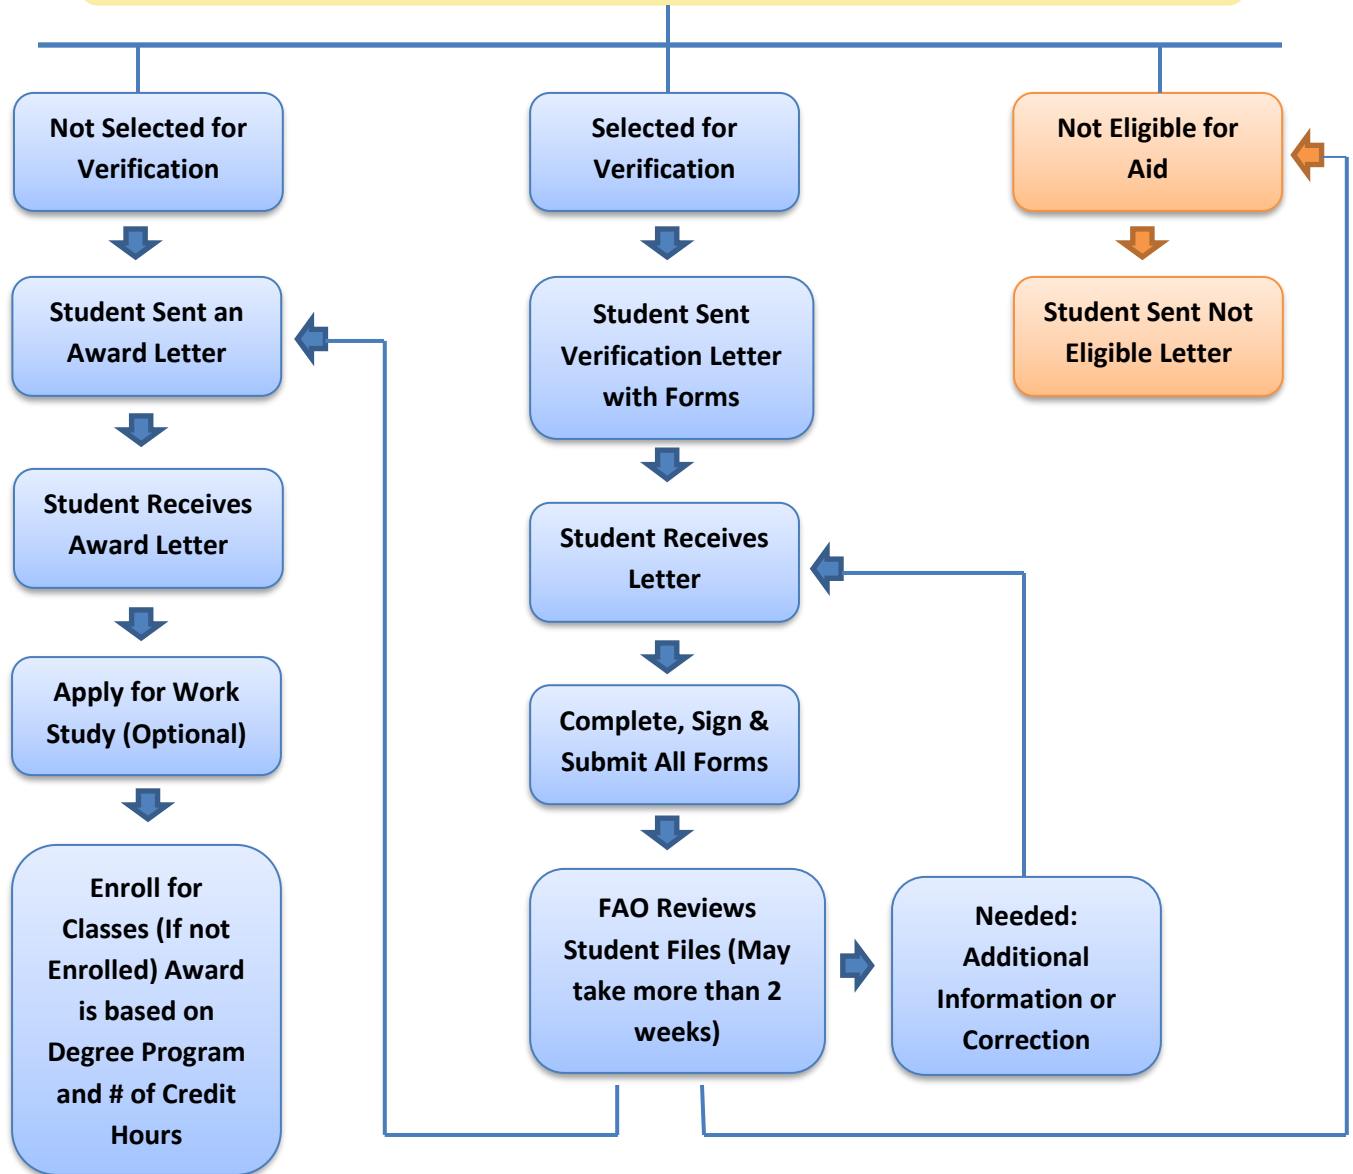 Not Selected for
Verification
Selected for
Verification
Not Eligible for
Aid
Student Sent an
Award Letter
Student Sent
Verification Letter
with Forms
Student Sent Not
Eligible Letter
Student Receives
Award Letter
Student Receives
Letter
Apply for Work
Study (Optional)
Complete, Sign &
Submit All Forms
Enroll for
Classes (If not
Enrolled) Award
is based on
Degree Program
and # of Credit
Hours
FAO Reviews
Student Files (May
take more than 2
weeks)
Needed:
Additional
Information or
Correction